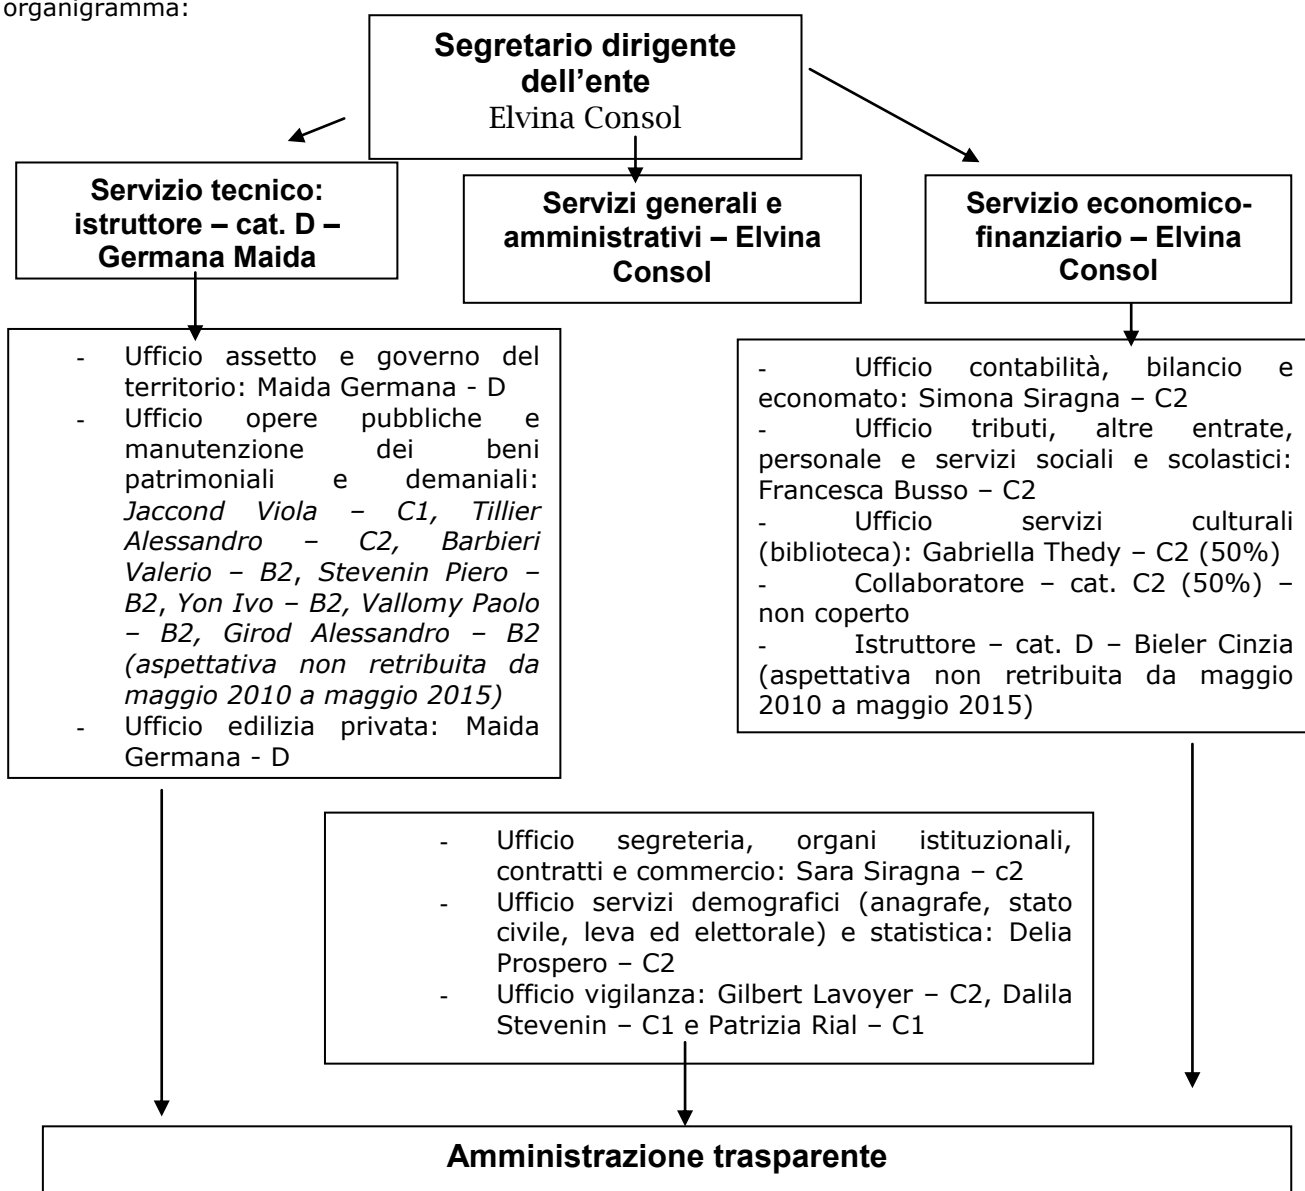 organigramma:
Segretario dirigente
dell’ente
Elvina Consol
Servizio tecnico:
istruttore – cat. D –
Germana Maida
Servizi generali e
amministrativi – Elvina
Consol
Servizio economico-
finanziario – Elvina
Consol
- Ufficio assetto e governo del
territorio: Maida Germana - D
- Ufficio opere pubbliche e
manutenzione dei beni
patrimoniali e demaniali:
Jaccond Viola – C1, Tillier
Alessandro – C2, Barbieri
Valerio – B2, Stevenin Piero –
B2, Yon Ivo – B2, Vallomy Paolo
– B2, Girod Alessandro – B2
(aspettativa non retribuita da
maggio 2010 a maggio 2015)
- Ufficio edilizia privata: Maida
Germana - D
- Ufficio contabilità, bilancio e
economato: Simona Siragna – C2
- Ufficio tributi, altre entrate,
personale e servizi sociali e scolastici:
Francesca Busso – C2
- Ufficio servizi culturali
(biblioteca): Gabriella Thedy – C2 (50%)
- Collaboratore – cat. C2 (50%) –
non coperto
- Istruttore – cat. D – Bieler Cinzia
(aspettativa non retribuita da maggio
2010 a maggio 2015)
- Ufficio segreteria, organi istituzionali,
contratti e commercio: Sara Siragna – c2
- Ufficio servizi demografici (anagrafe, stato
civile, leva ed elettorale) e statistica: Delia
Prospero – C2
- Ufficio vigilanza: Gilbert Lavoyer – C2, Dalila
Stevenin – C1 e Patrizia Rial – C1
Amministrazione trasparente